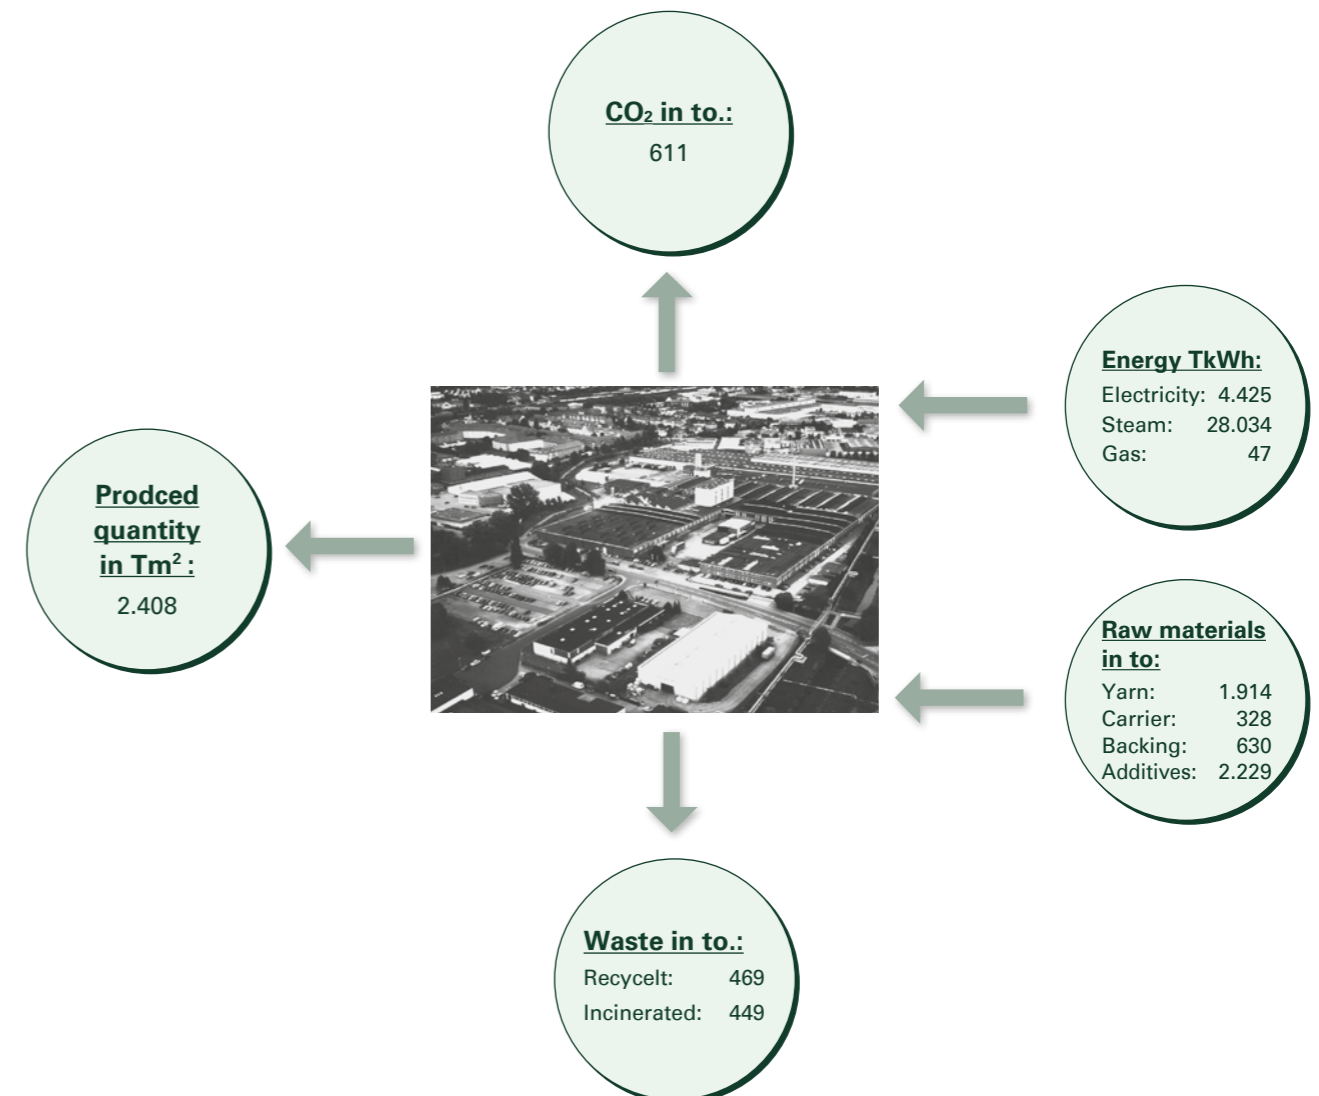 CO₂ in to.:
611
Energy TkWh:
Electricity: 4.425
Steam: 28.034
Gas: 47
Prodced
quantity
in Tm² :
2.408
Raw materials
in to:
Yarn: 1.914
Carrier: 328
Backing: 630
Additives: 2.229
Waste in to.:
Recycelt: 469
Incinerated: 449